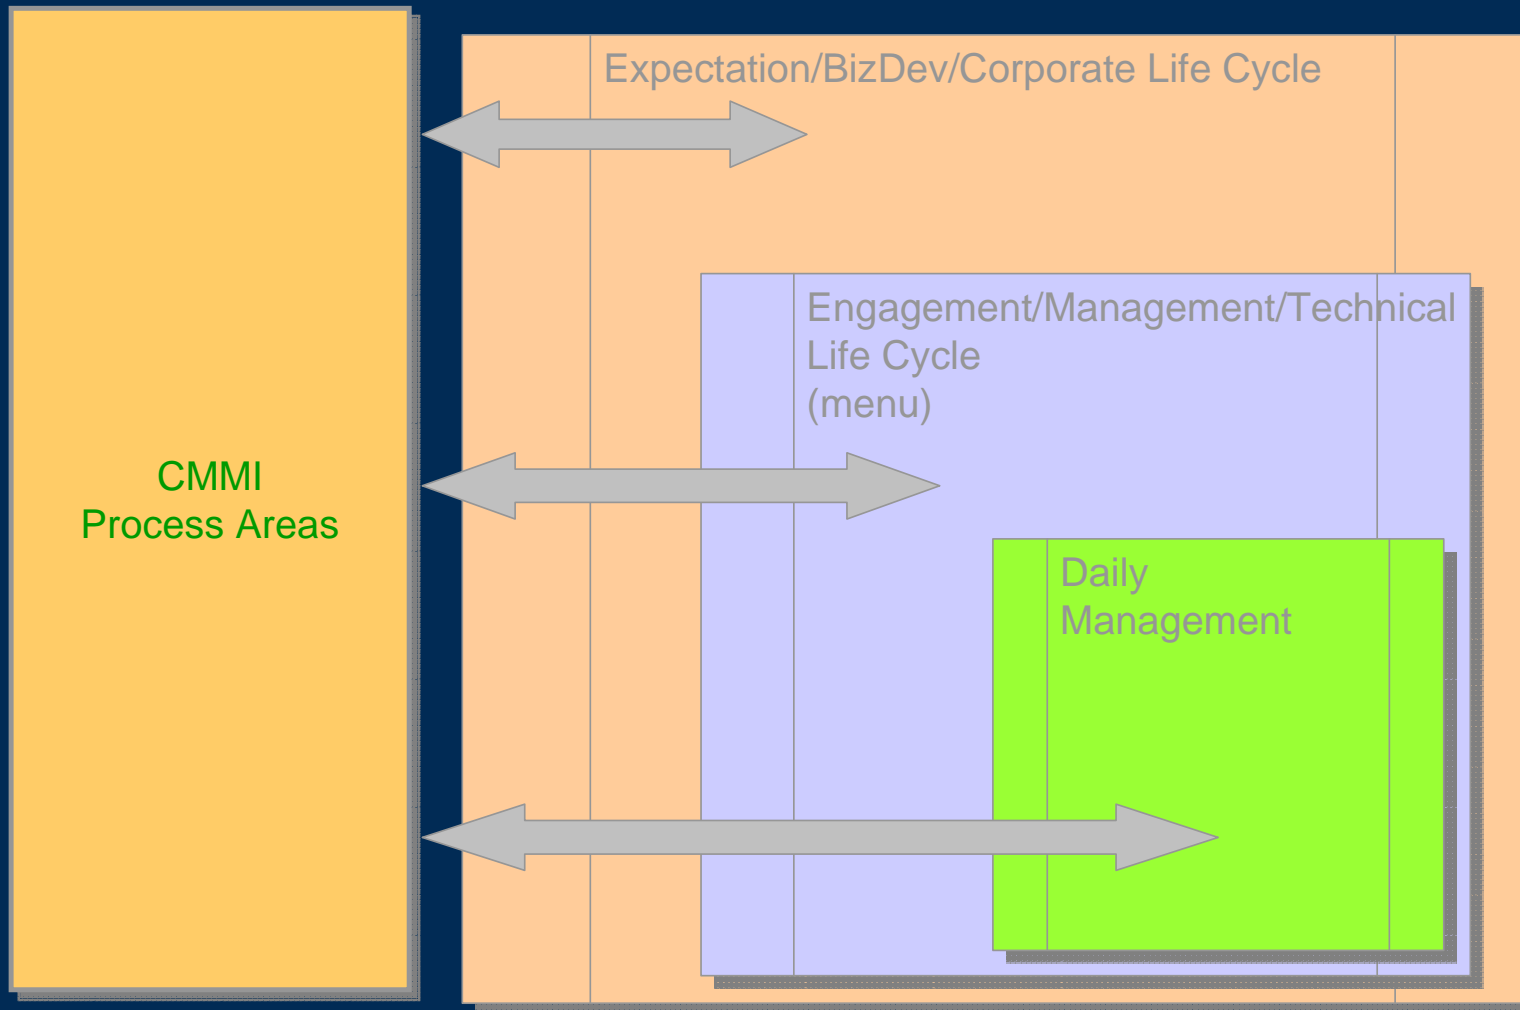 Expectation/BizDev/Corporate Life Cycle
Engagement/Management/Technical
Life Cycle
(menu)
CMMI
Process Areas
Daily
Management